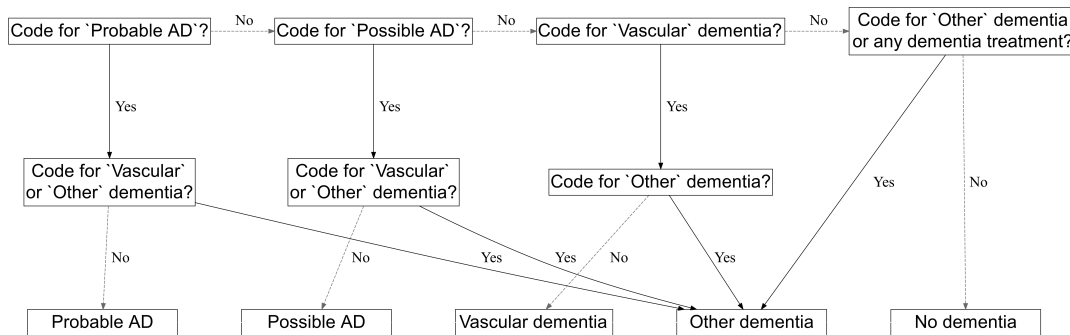 Code for `Probable AD`?
No
Code for `Possible AD`?
No
Code for `Vascular` dementia?
No
Code for `Other` dementia
or any dementia treatment?
Yes
Yes
Yes
Code for `Vascular`
or `Other` dementia?
Code for `Vascular`
or `Other` dementia?
Code for `Other` dementia?
Yes
No
No
No
Yes
Yes
No
Yes
Probable AD
Possible AD
Vascular dementia
Other dementia
No dementia